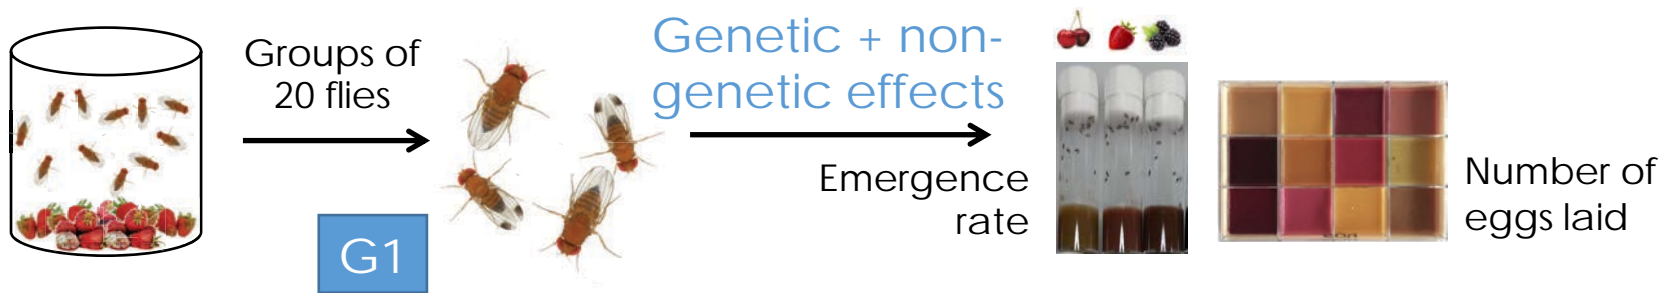 Groups of
20 flies
G1
Genetic + non-
genetic effects
Emergence
rate
Number of
eggs laid